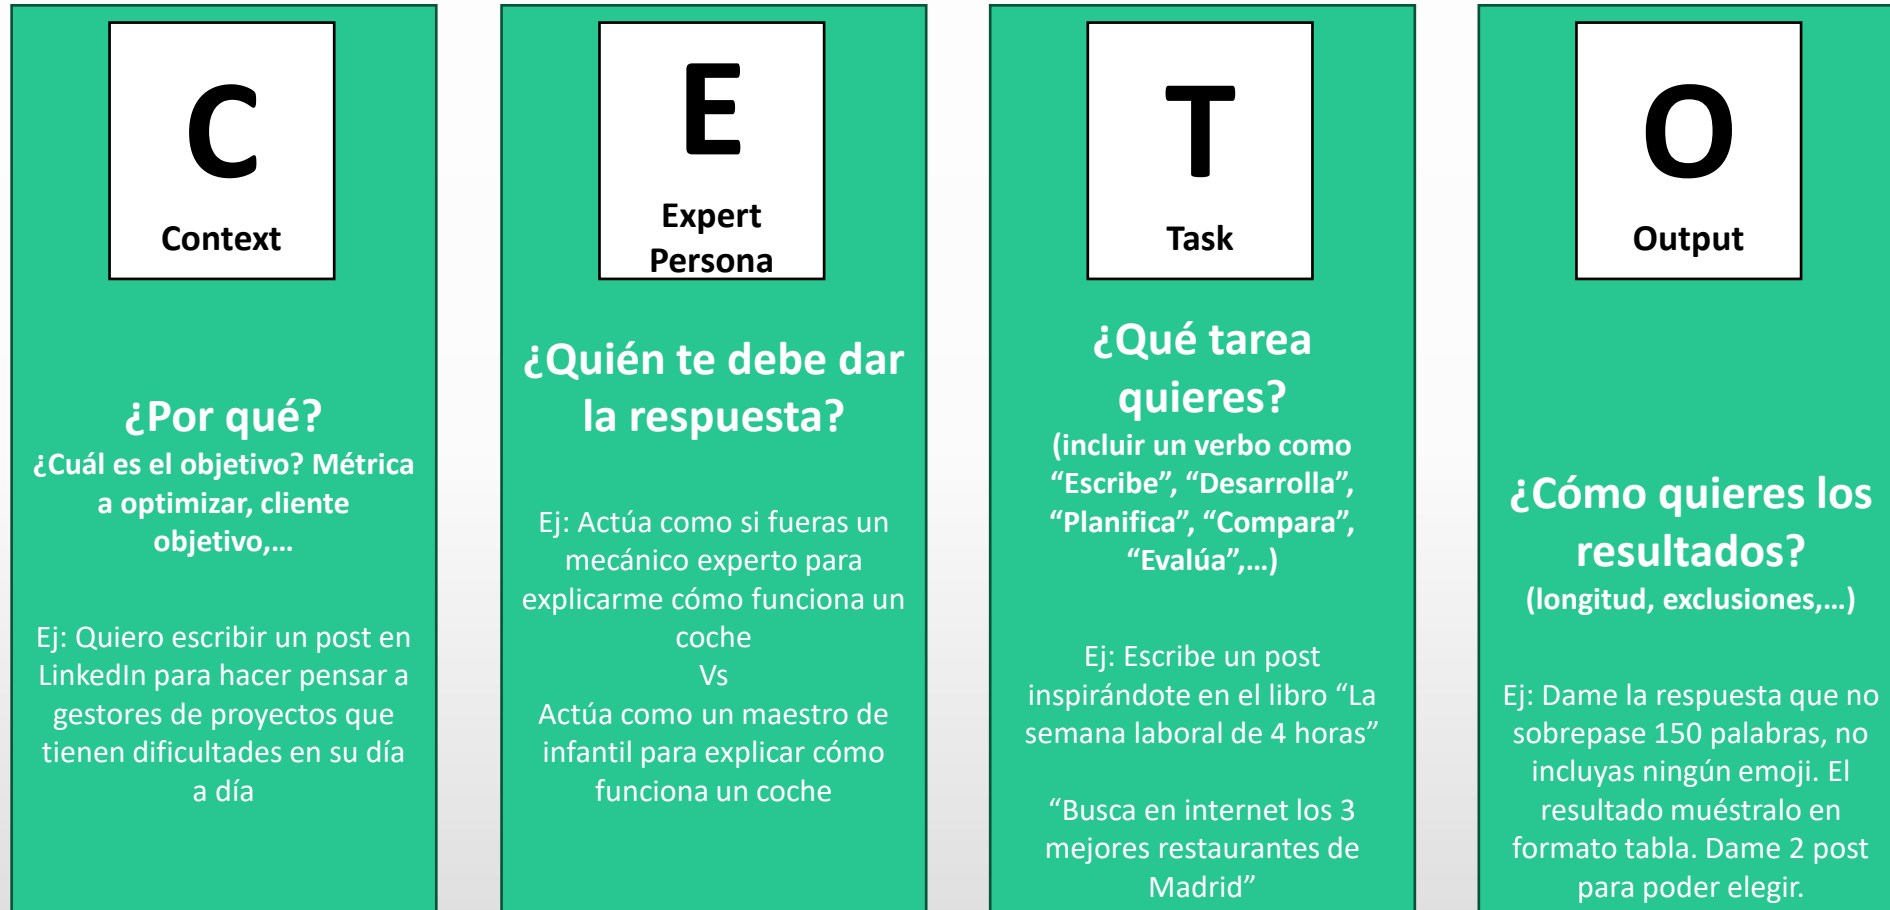 C
Context
¿Por qué?
¿Cuál es el objetivo? Métrica
a optimizar, cliente
objetivo,...
Ej: Quiero escribir un post en
LinkedIn para hacer pensar a
gestores de proyectos que
tienen dificultades en su día
a día
E
Expert
Persona
¿Quién te debe dar
la respuesta?
Ej: Actúa como si fueras un
mecánico experto para
explicarme cómo funciona un
coche
Vs
Actúa como un maestro de
infantil para explicar cómo
funciona un coche
T
Task
¿Qué tarea
quieres?
(incluir un verbo como
“Escribe”, “Desarrolla”,
“Planifica”, “Compara”,
“Evalúa”,...)
Ej: Escribe un post
inspirándote en el libro “La
semana laboral de 4 horas”
“Busca en internet los 3
mejores restaurantes de
Madrid”
O
Output
¿Cómo quieres los
resultados?
(longitud, exclusiones,...)
Ej: Dame la respuesta que no
sobrepase 150 palabras, no
incluyas ningún emoji. El
resultado muéstralo en
formato tabla. Dame 2 post
para poder elegir.